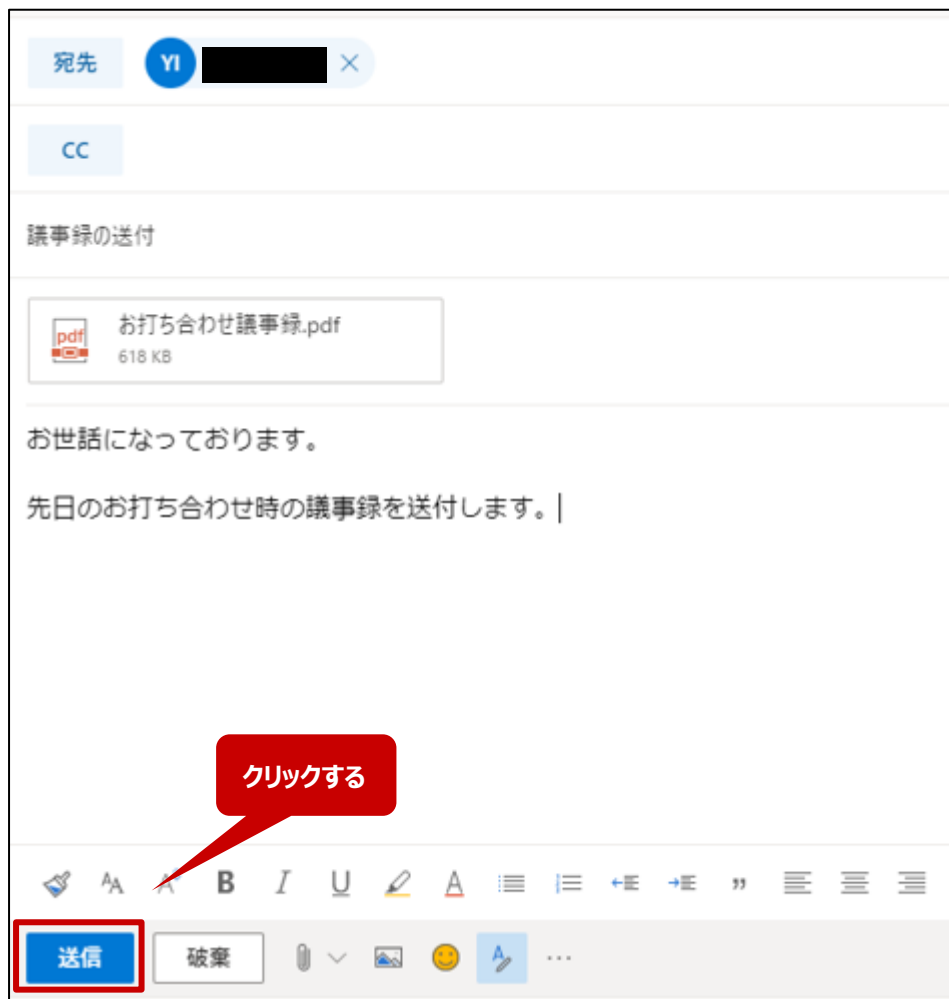 宛先 YI
CC
議事録の送付
pdf お打ち合わせ議事録.pdf
618 KB
お世話になっております。
先日のお打ち合わせ時の議事録を送付します。
クリックする
送信 破棄